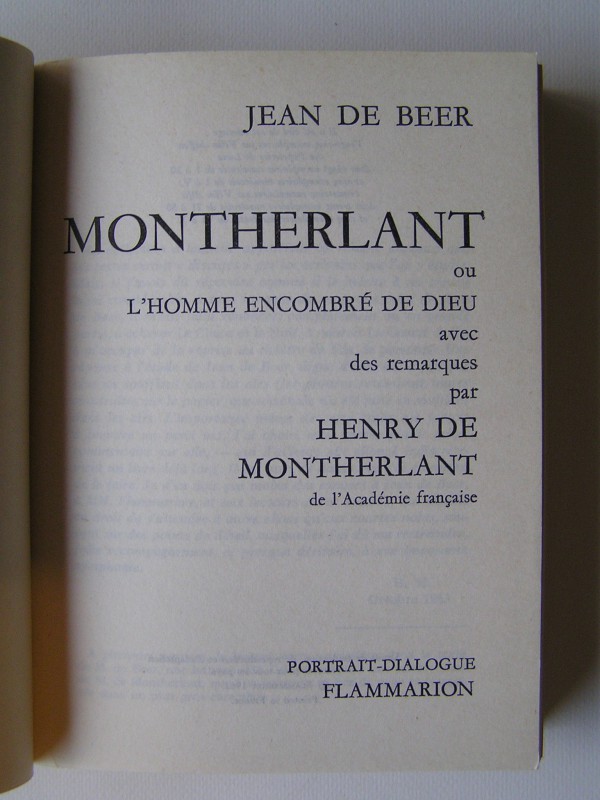 JEAN DE BEER
MONTHERLANT
ou
L'HOMME ENCOMBRÉ DE DIEU
avec
des remarques
par
HENRY DE
MONTHERLANT
de l'Académie française
PORTRAIT-DIALOGUE
FLAMMARION